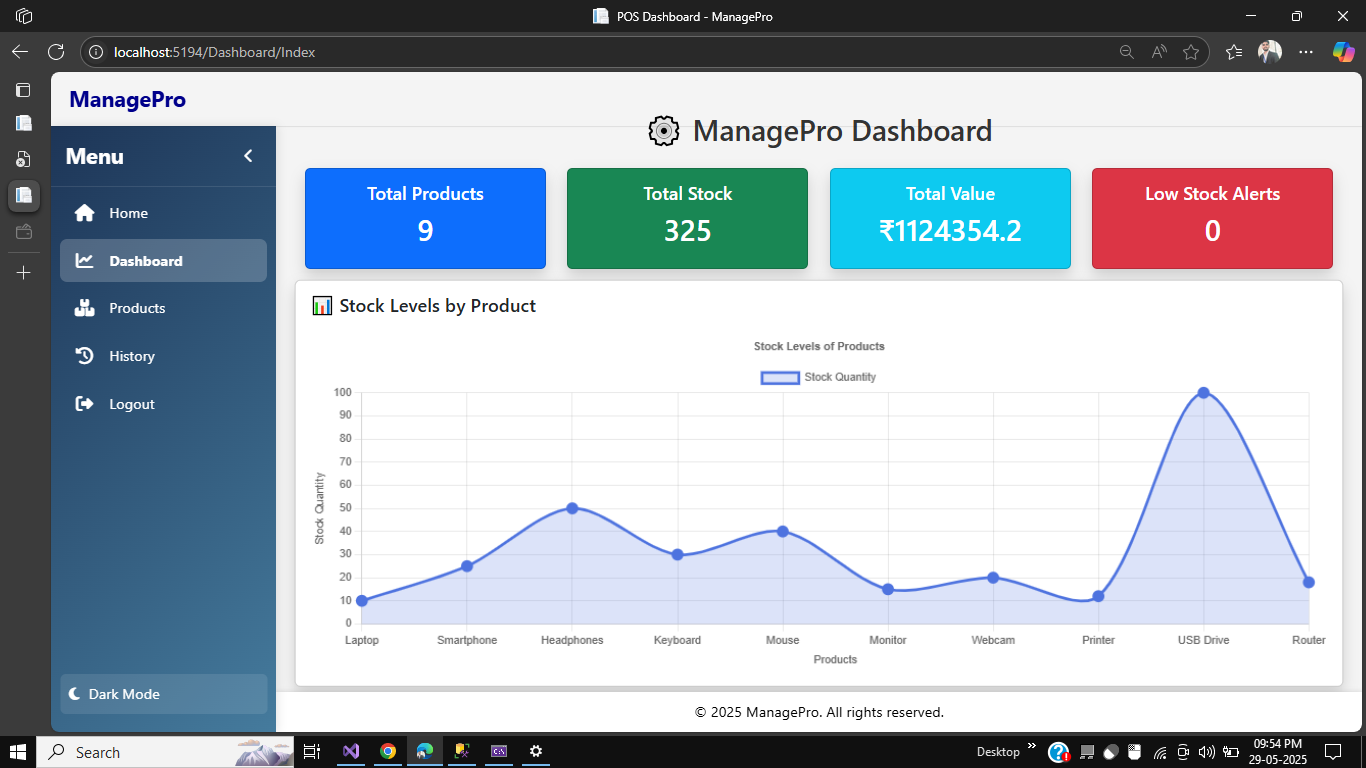 POS Dashboard - ManagePro
localhost:5194/Dashboard/Index
ManagePro
ManagePro Dashboard
Menu
Home
Dashboard
Products
History
Logout
Dark Mode
Total Products
9
Total Stock
325
Total Value
₹1124354.2
Low Stock Alerts
0
Stock Levels by Product
Stock Levels of Products
Stock Quantity
Stock Quantity
100
90
80
70
60
50
40
30
20
10
0
Laptop Smartphone Headphones Keyboard Mouse Monitor Webcam Printer USB Drive Router
Products
© 2025 ManagePro. All rights reserved.
Search
Desktop
09:54 PM
29-05-2025